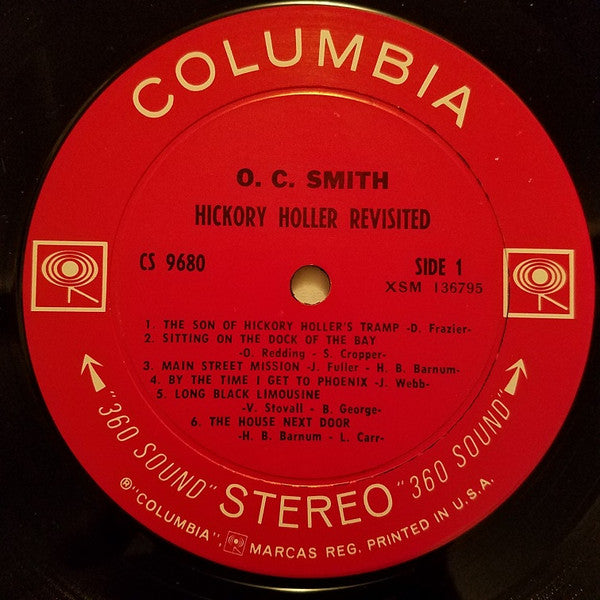 COLUMBIA
O. C. SMITH
HICKORY HOLLER REVISITED
CS 9680
SIDE 1
XSM 136795
1. THE SON OF HICKORY HOLLER'S TRAMP -D. Frazier-
2. SITTING ON THE DOCK OF THE BAY
-O. Redding - S. Cropper-
3. MAIN STREET MISSION -J. Fuller - H. B. Barnum-
4. BY THE TIME I GET TO PHOENIX -J. Webb-
5. LONG BLACK LIMOUSINE
-V. Stovall - B. George-
6. THE HOUSE NEXT DOOR
-H. B. Barnum - L. Carr-
"360 SOUND" STEREO "360 SOUND"
® "COLUMBIA", MARCAS REG. PRINTED IN U.S.A.